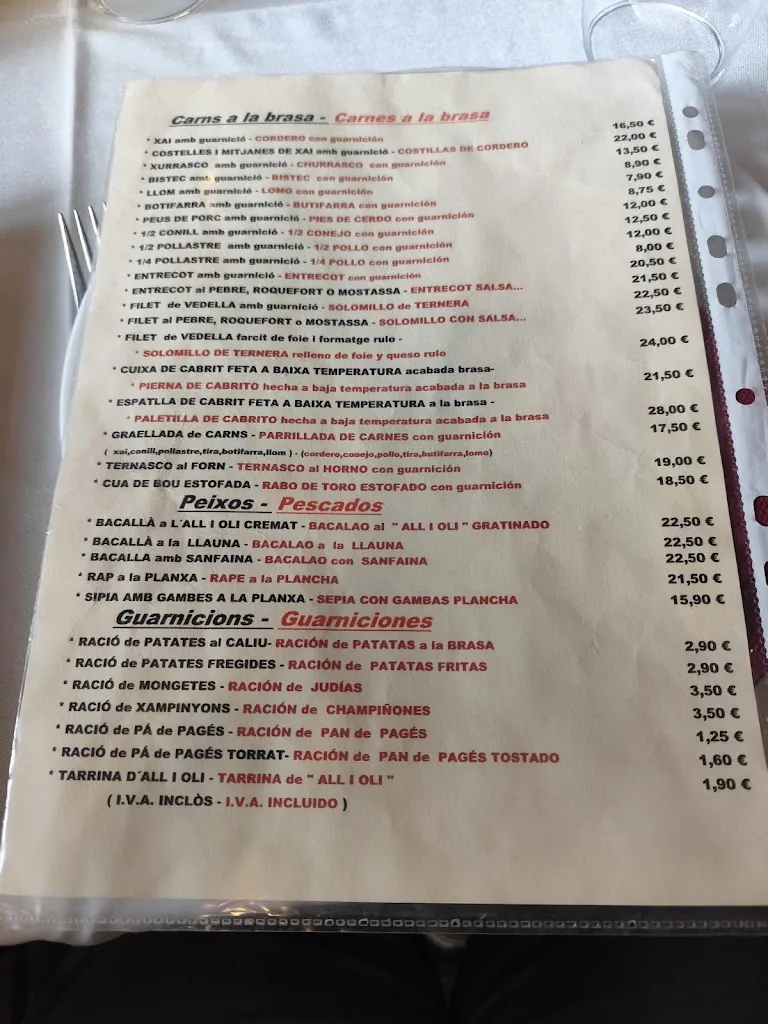 Carns a la brasa - Carnes a la brasa
* XAI amb guarnició - CORDERO con guarnición 16,50 €
* COSTELLES I MITJANES DE XAI amb guarnició - COSTILLAS DE CORDERO 22,00 €
* XURRASCO amb guarnició - CHURRASCO con guarnición 13,50 €
* BISTEC amb guarnició - BISTEC con guarnición 8,90 €
* LLOM amb guarnició - LOMO con guarnición 7,90 €
* BOTIFARRA amb guarnició - BUTIFARRA con guarnición 8,75 €
* PEUS DE PORC amb guarnició - PIES DE CERDO con guarnición 12,00 €
* 1/2 CONILL amb guarnició - 1/2 CONEJO con guarnición 12,50 €
* 1/2 POLLASTRE amb guarnició - 1/2 POLLO con guarnición 12,00 €
* 1/4 POLLASTRE amb guarnició - 1/4 POLLO con guarnición 8,00 €
* ENTRECOT amb guarnició - ENTRECOT con guarnición 20,50 €
* ENTRECOT al PEBRE, ROQUEFORT O MOSTASSA - ENTRECOT SALSA... 21,50 €
* FILET de VEDELLA amb guarnició - SOLOMILLO de TERNERA 22,50 €
* FILET al PEBRE, ROQUEFORT o MOSTASSA - SOLOMILLO CON SALSA... 23,50 €
* FILET de VEDELLA farcit de foie i formatge rulo -
* SOLOMILLO DE TERNERA relleno de foie y queso rulo 24,00 €
* CUIXA DE CABRIT FETA A BAIXA TEMPERATURA acabada brasa-
* PIERNA DE CABRITO hecha a baja temperatura acabada a la brasa 21,50 €
* ESPATLLA DE CABRIT FETA A BAIXA TEMPERATURA a la brasa -
* PALETILLA DE CABRITO hecha a baja temperatura acabada a la brasa 28,00 €
* GRAELLADA de CARNS - PARRILLADA DE CARNES con guarnición 17,50 €
( xai,conill,pollastre,tira,botifarra,llom ) - (cordero,conejo,pollo,tira,butifarra,lomo)
* TERNASCO al FORN - TERNASCO al HORNO con guarnición 19,00 €
* CUA DE BOU ESTOFADA - RABO DE TORO ESTOFADO con guarnición 18,50 €
Peixos - Pescados
* BACALLÀ a L´ALL I OLI CREMAT - BACALAO al " ALL I OLI " GRATINADO 22,50 €
* BACALLÀ a la LLAUNA - BACALAO a la LLAUNA 22,50 €
* BACALLA amb SANFAINA - BACALAO con SANFAINA 22,50 €
* RAP a la PLANXA - RAPE a la PLANCHA 21,50 €
* SIPIA AMB GAMBES A LA PLANXA - SEPIA CON GAMBAS PLANCHA 15,90 €
Guarnicions - Guarniciones
* RACIÓ de PATATES al CALIU- RACIÓN de PATATAS a la BRASA 2,90 €
* RACIÓ de PATATES FREGIDES - RACIÓN de PATATAS FRITAS 2,90 €
* RACIÓ de MONGETES - RACIÓN de JUDÍAS 3,50 €
* RACIÓ de XAMPINYONS - RACIÓN de CHAMPIÑONES 3,50 €
* RACIÓ de PÁ de PAGÉS - RACIÓN de PAN de PAGÉS 1,25 €
* RACIÓ de PÁ de PAGÉS TORRAT- RACIÓN de PAN de PAGÉS TOSTADO 1,60 €
* TARRINA D´ALL I OLI - TARRINA de " ALL I OLI " 1,90 €
( I.V.A. INCLÒS - I.V.A. INCLUIDO )